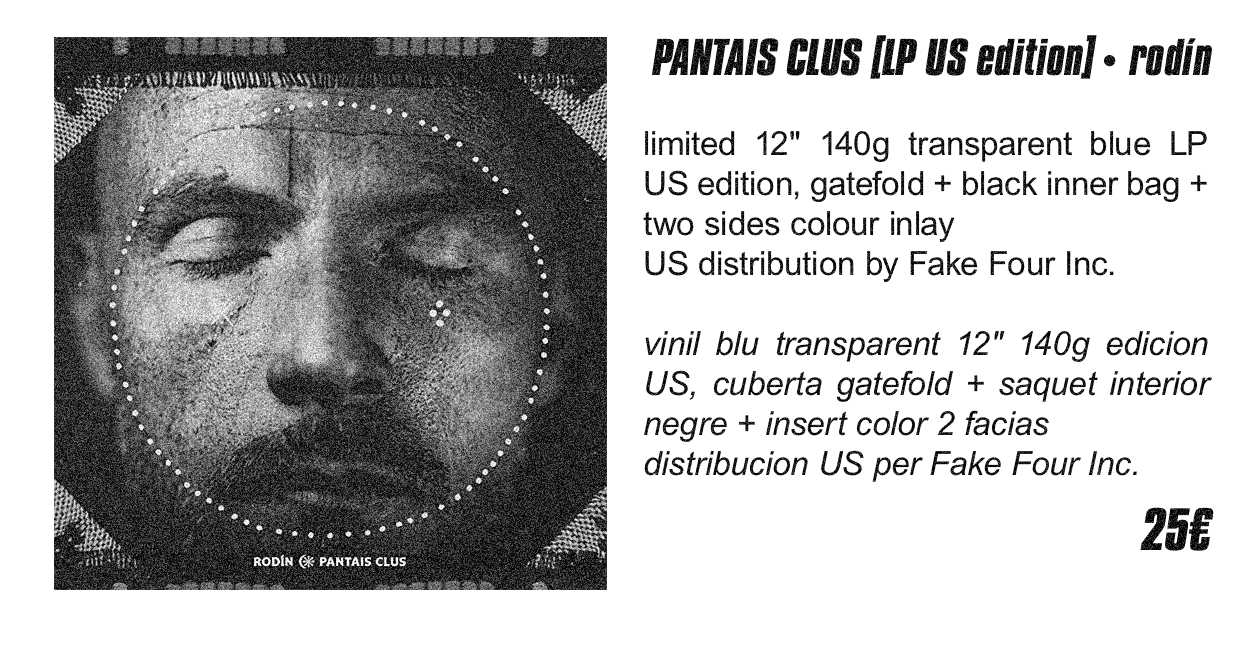 PANTAIS CLUS [LP US edition] • rodín
limited 12" 140g transparent blue LP
US edition, gatefold + black inner bag +
two sides colour inlay
US distribution by Fake Four Inc.
vinil blu transparent 12" 140g edicion
US, cuberta gatefold + saquet interior
negre + insert color 2 facias
distribucion US per Fake Four Inc.
25€
RODÍN PANTAIS CLUS